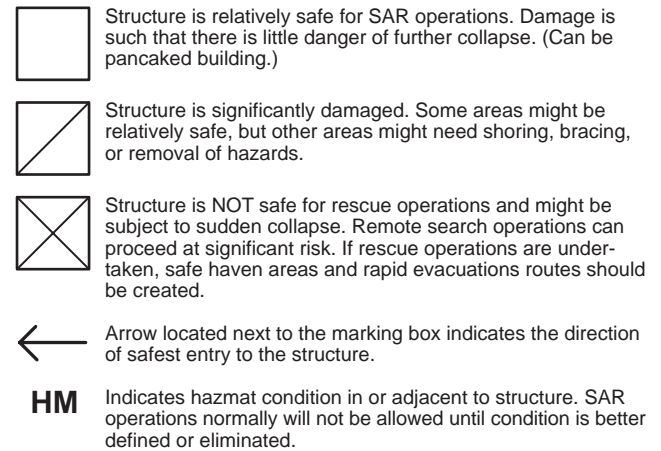 Structure is relatively safe for SAR operations. Damage is
such that there is little danger of further collapse. (Can be
pancaked building.)
Structure is significantly damaged. Some areas might be
relatively safe, but other areas might need shoring, bracing,
or removal of hazards.
Structure is NOT safe for rescue operations and might be
subject to sudden collapse. Remote search operations can
proceed at significant risk. If rescue operations are under-
taken, safe haven areas and rapid evacuations routes should
be created.
Arrow located next to the marking box indicates the direction
of safest entry to the structure.
HM Indicates hazmat condition in or adjacent to structure. SAR
operations normally will not be allowed until condition is better
defined or eliminated.